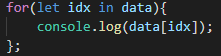 for(let idx in data){
    console.log(data[idx]);
};